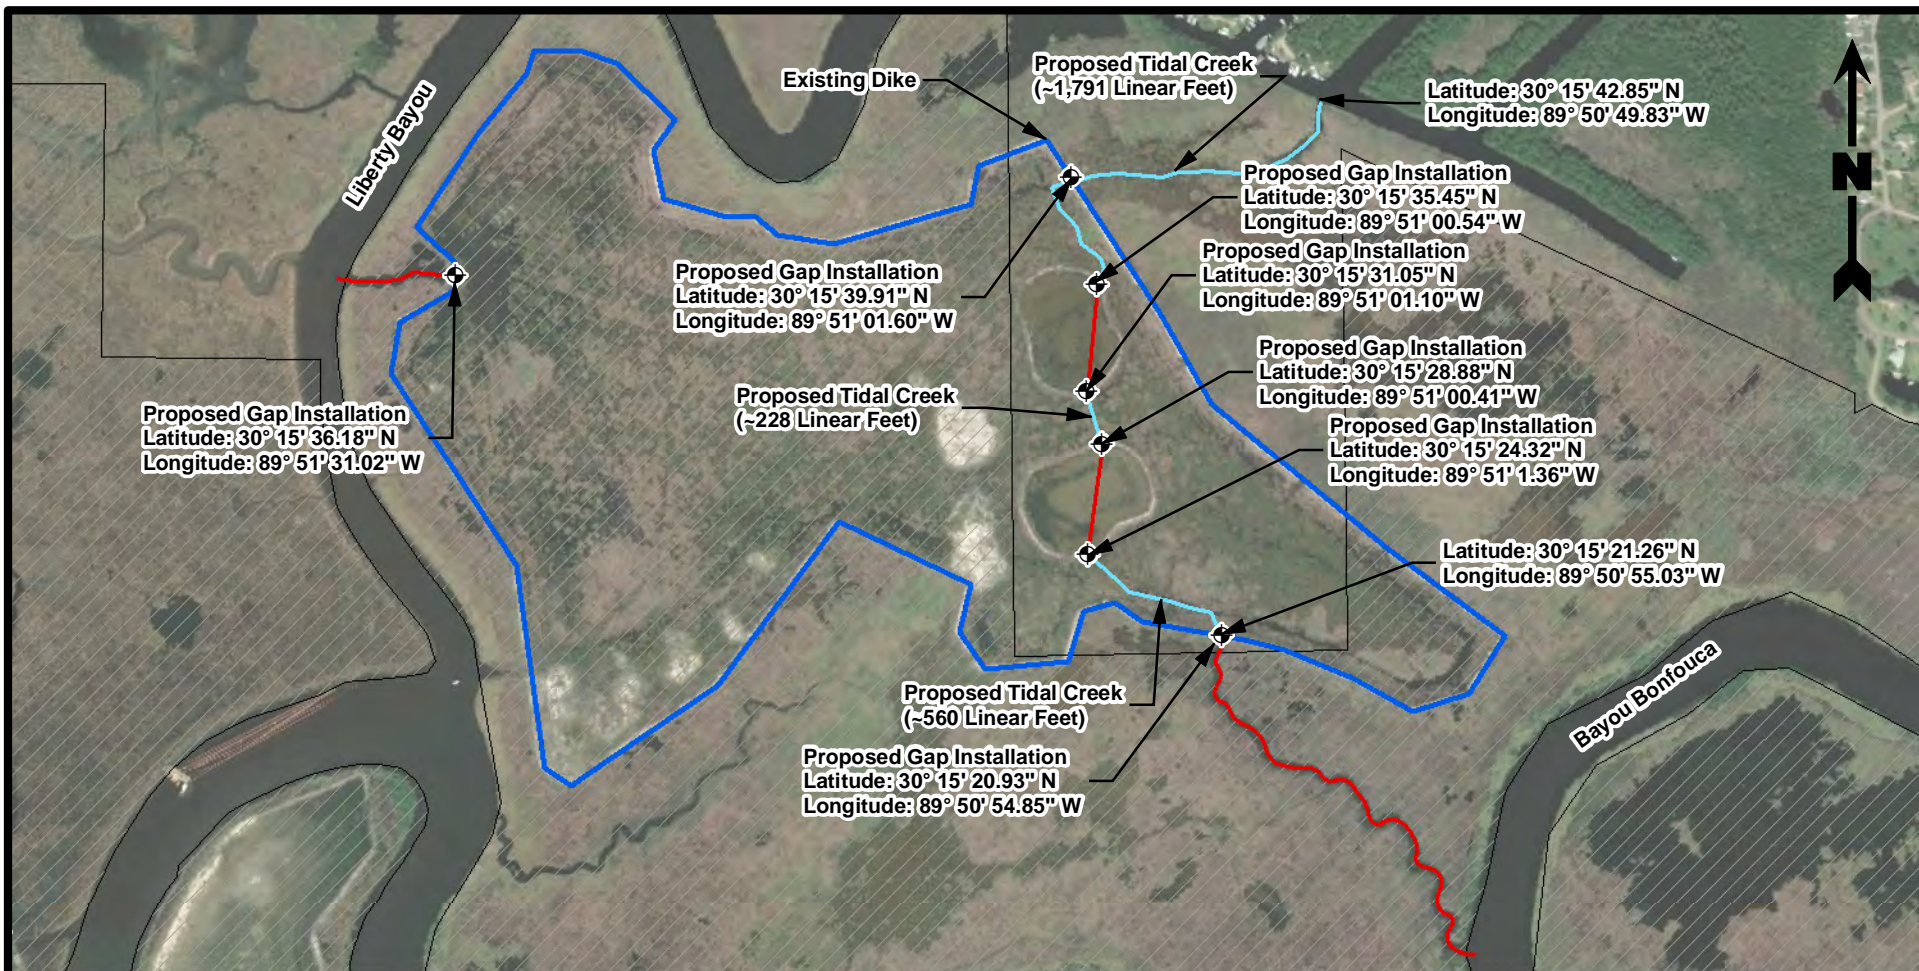 Existing Dike
Proposed Tidal Creek
(~1,791 Linear Feet)
Latitude: 30° 15' 42.85" N
Longitude: 89° 50' 49.83" W
Liberty Bayou
N
Proposed Gap Installation
Latitude: 30° 15' 35.45" N
Longitude: 89° 51' 00.54" W
Proposed Gap Installation
Latitude: 30° 15' 31.05" N
Longitude: 89° 51' 01.10" W
Proposed Gap Installation
Latitude: 30° 15' 39.91" N
Longitude: 89° 51' 01.60" W
Proposed Gap Installation
Latitude: 30° 15' 28.88" N
Longitude: 89° 51' 00.41" W
Proposed Tidal Creek
(~228 Linear Feet)
Proposed Gap Installation
Latitude: 30° 15' 36.18" N
Longitude: 89° 51' 31.02" W
Proposed Gap Installation
Latitude: 30° 15' 24.32" N
Longitude: 89° 51' 1.36" W
Latitude: 30° 15' 21.26" N
Longitude: 89° 50' 55.03" W
Proposed Tidal Creek
(~560 Linear Feet)
Bayou Bonfouca
Proposed Gap Installation
Latitude: 30° 15' 20.93" N
Longitude: 89° 50' 54.85" W